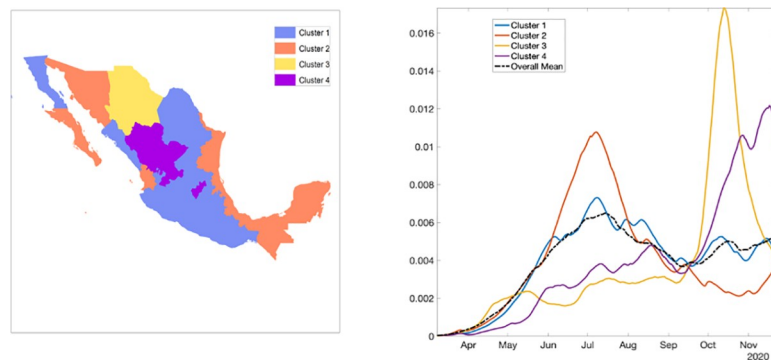 Cluster 1
Cluster 2
Cluster 3
Cluster 4
0.016
0.014
0.012
0.01
0.008
0.006
0.004
0.002
0
Cluster 1
Cluster 2
Cluster 3
Cluster 4
Overall Mean
Apr May Jun Jul Aug Sep Oct Nov
2020